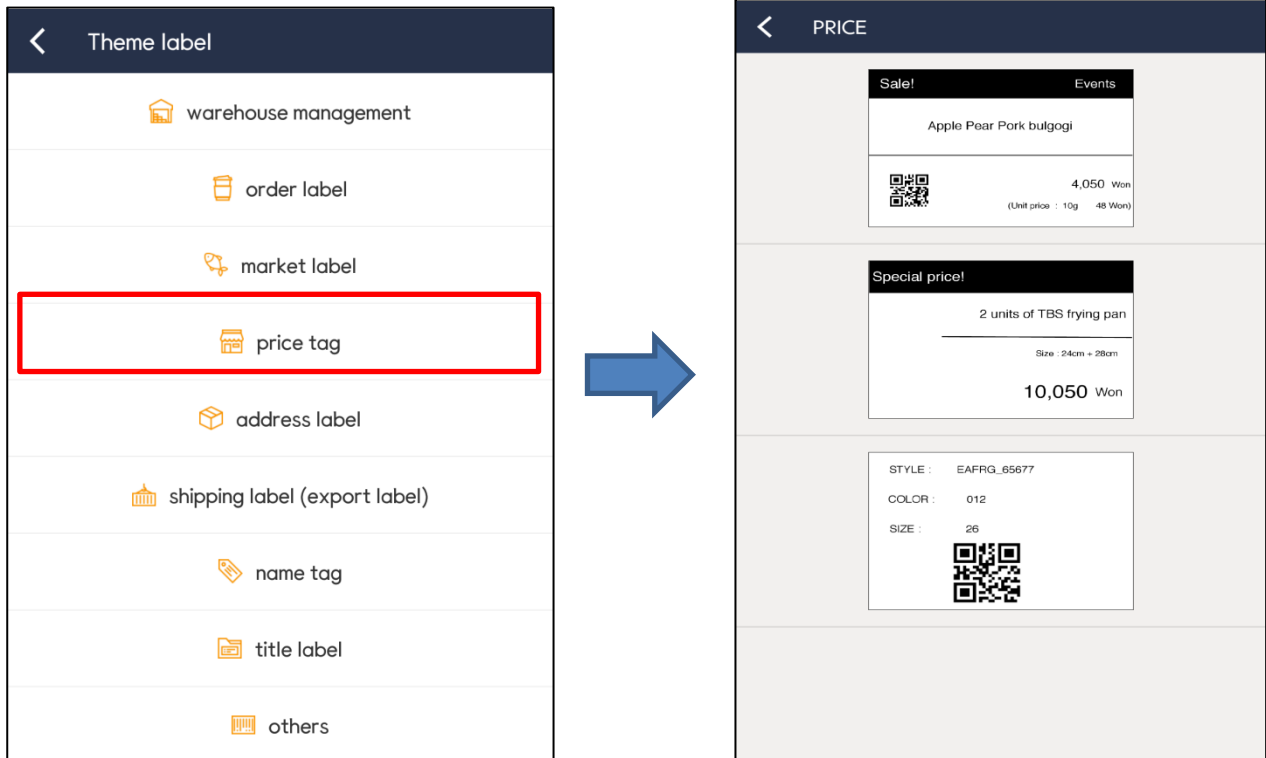 Theme label
warehouse management
order label
market label
price tag
address label
shipping label (export label)
name tag
title label
others
PRICE
Sale! Events
Apple Pear Pork bulgogi
4,050 Won
(Unit price : 10g 48 Won)
Special price!
2 units of TBS frying pan
Size : 24cm + 28cm
10,050 Won
STYLE : EAFRG_65677
COLOR : 012
SIZE : 26